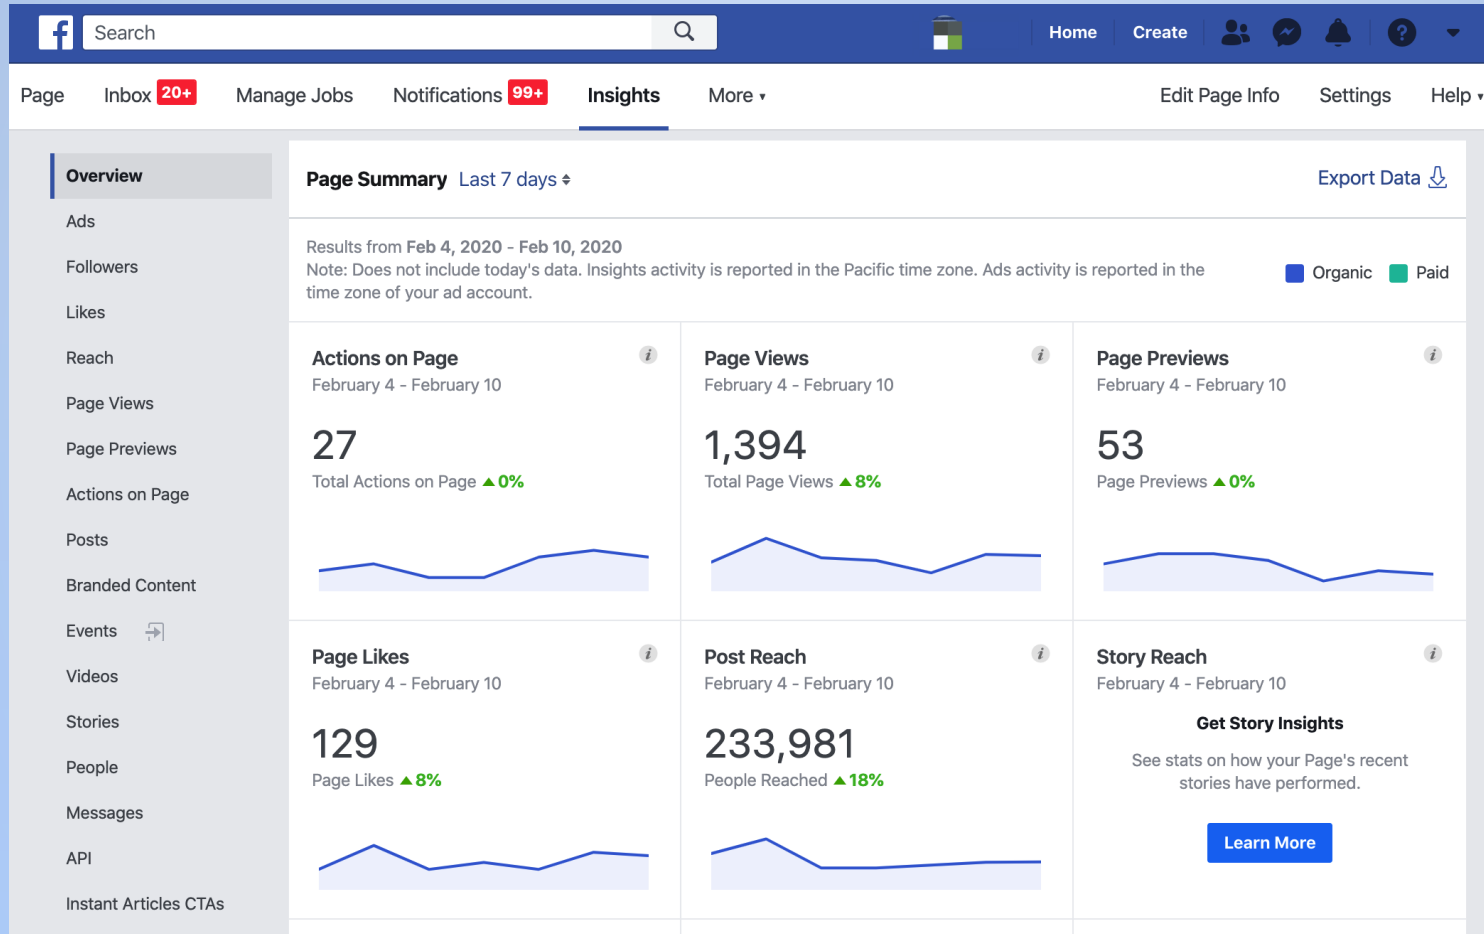 Search
Home
Create
Page
Inbox 20+
Manage Jobs
Notifications 99+
Insights
More
Edit Page Info
Settings
Help
Overview
Ads
Followers
Likes
Reach
Page Views
Page Previews
Actions on Page
Posts
Branded Content
Events
Videos
Stories
People
Messages
API
Instant Articles CTAs
Page Summary Last 7 days
Export Data
Results from Feb 4, 2020 - Feb 10, 2020
Note: Does not include today's data. Insights activity is reported in the Pacific time zone. Ads activity is reported in the
time zone of your ad account.
Organic Paid
Actions on Page
February 4 - February 10
27
Total Actions on Page ▲0%
Page Views
February 4 - February 10
1,394
Total Page Views ▲8%
Page Previews
February 4 - February 10
53
Page Previews ▲0%
Page Likes
February 4 - February 10
129
Page Likes ▲8%
Post Reach
February 4 - February 10
233,981
People Reached ▲18%
Story Reach
February 4 - February 10
Get Story Insights
See stats on how your Page's recent
stories have performed.
Learn More